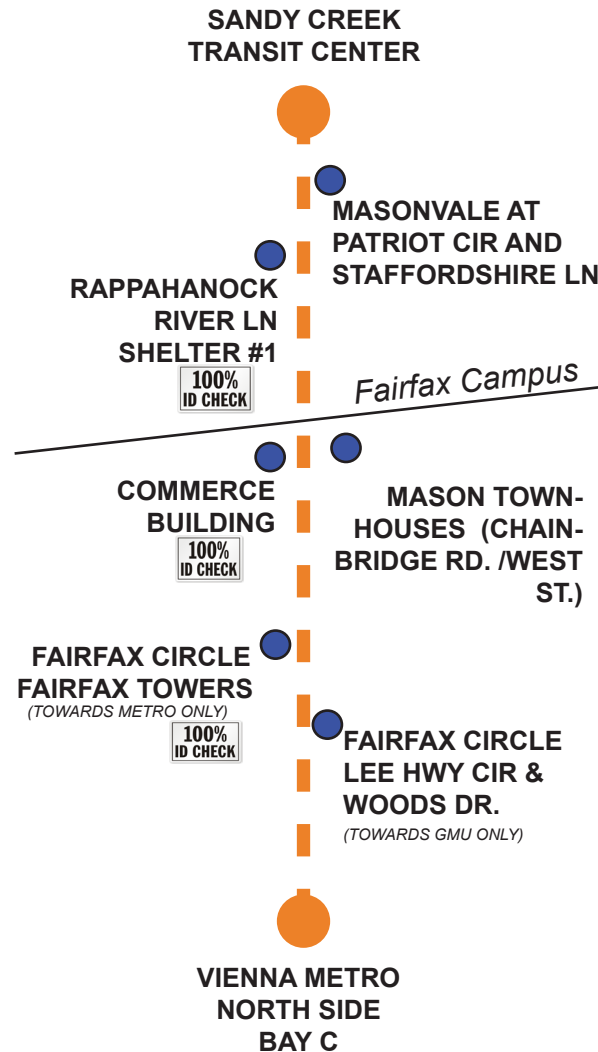 SANDY CREEK
TRANSIT CENTER
MASONVALE AT
PATRIOT CIR AND
STAFFORDSHIRE LN
RAPPAHANOCK
RIVER LN
SHELTER #1
100%
ID CHECK
Fairfax Campus
COMMERCE
BUILDING
100%
ID CHECK
MASON TOWN-
HOUSES (CHAIN-
BRIDGE RD. /WEST
ST.)
FAIRFAX CIRCLE
FAIRFAX TOWERS
(TOWARDS METRO ONLY)
100%
ID CHECK
FAIRFAX CIRCLE
LEE HWY CIR &
WOODS DR.
(TOWARDS GMU ONLY)
VIENNA METRO
NORTH SIDE
BAY C